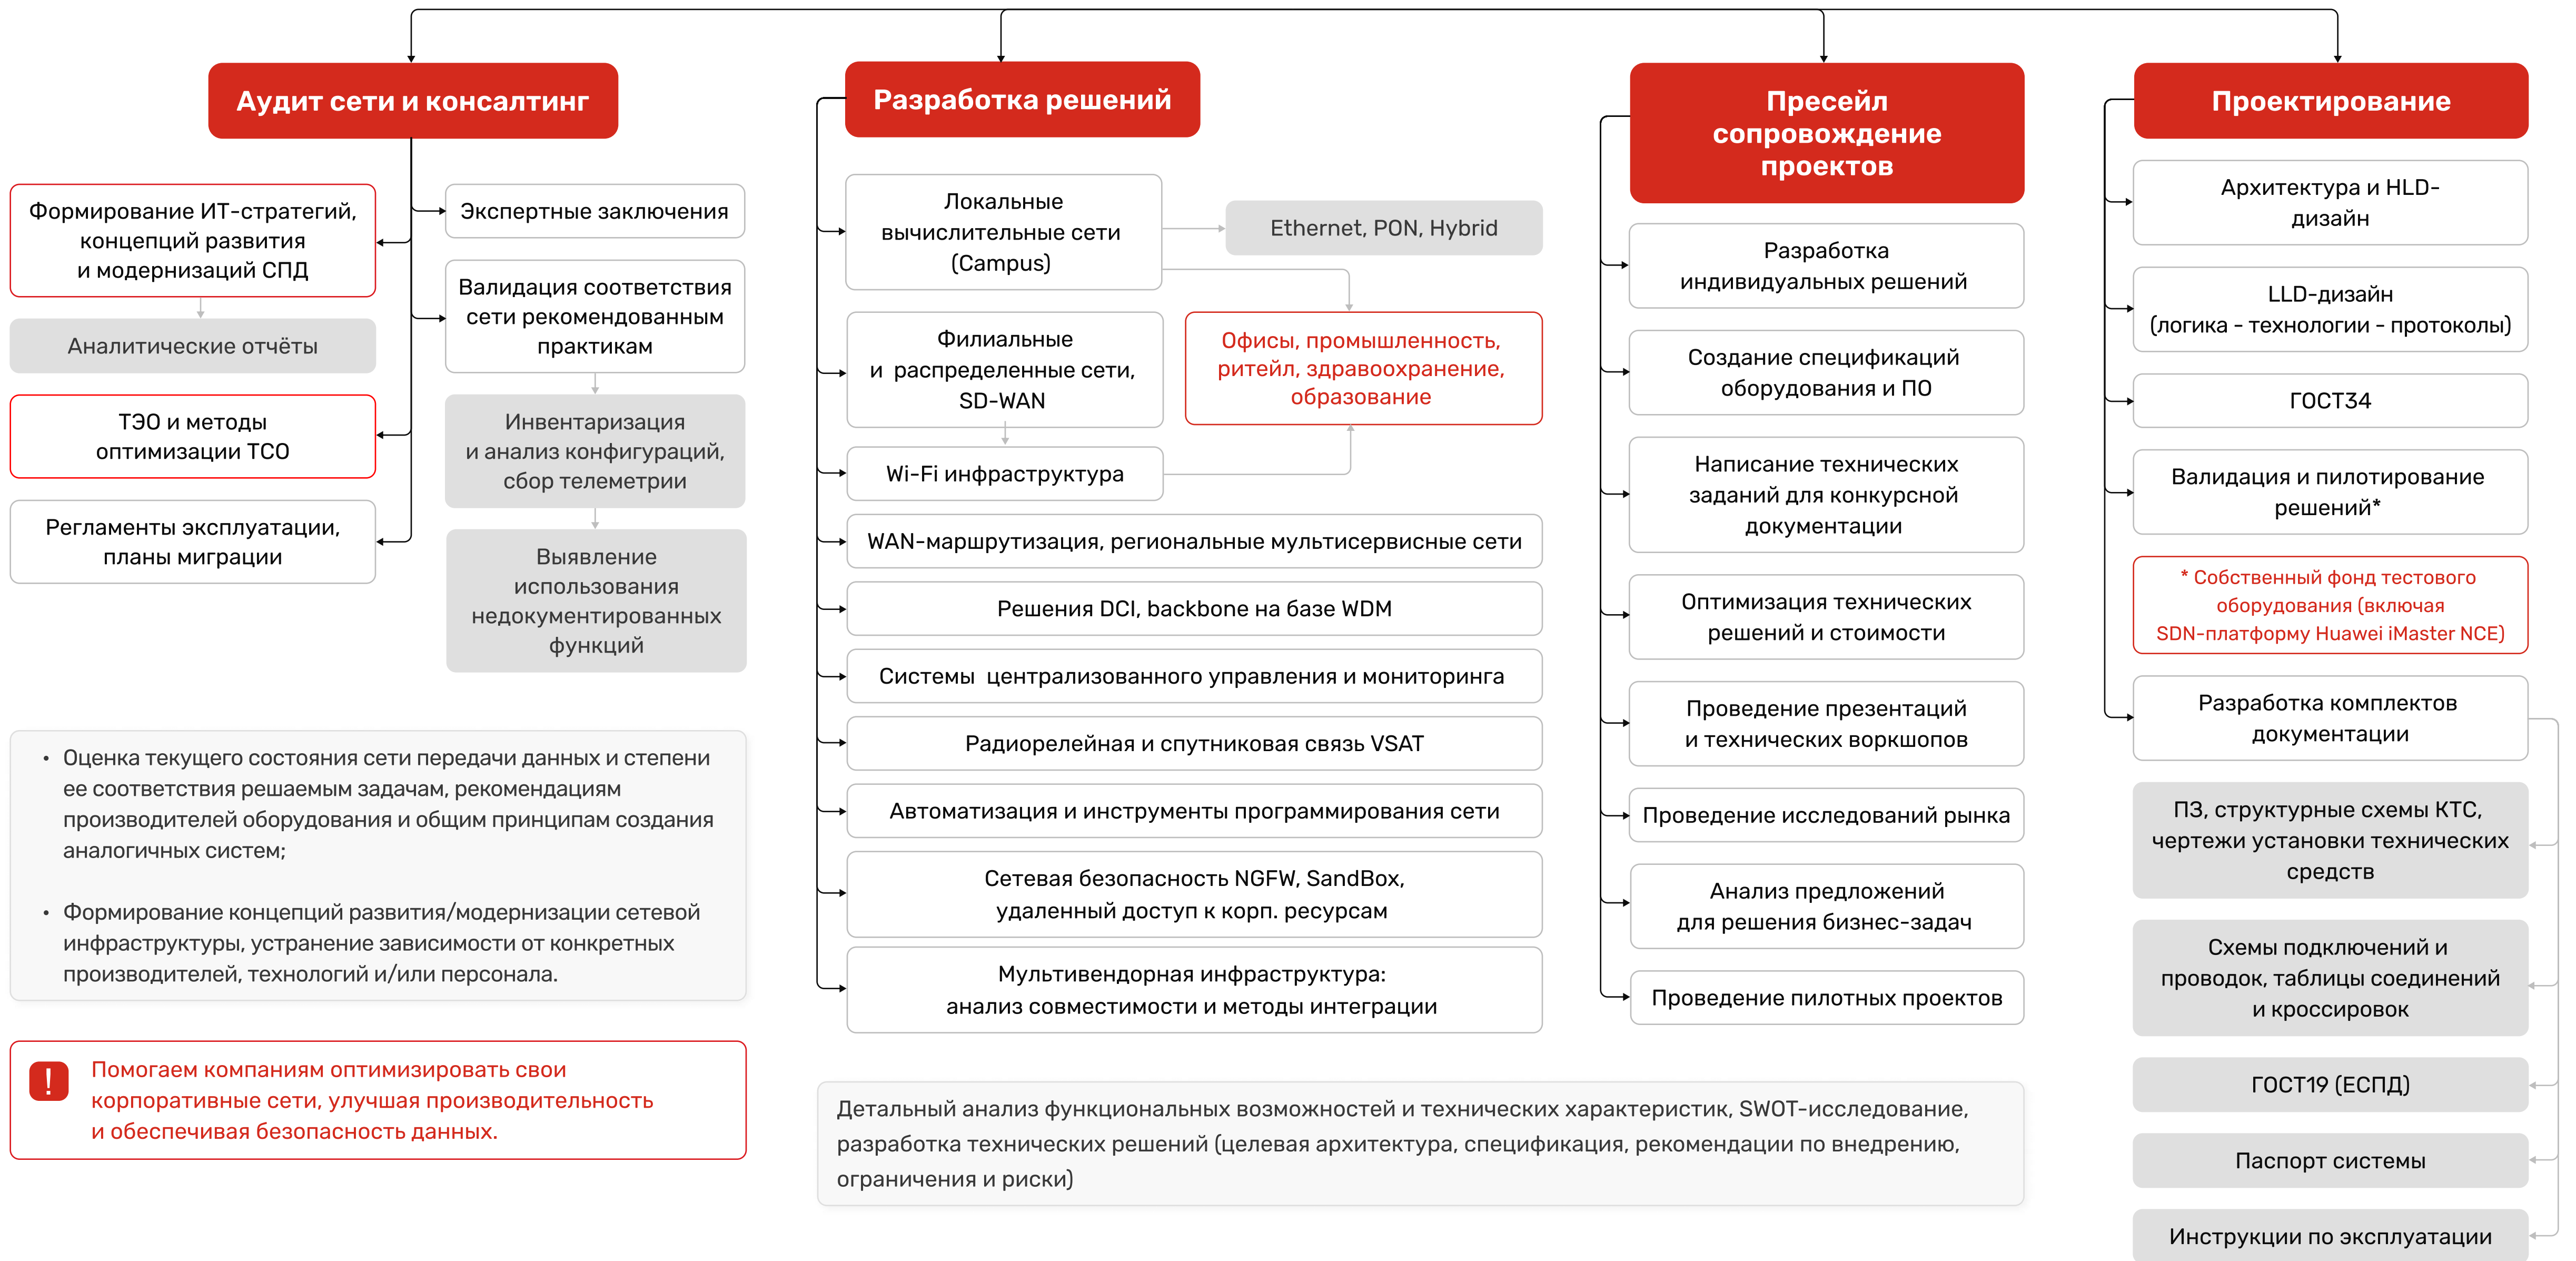 Аудит сети и консалтинг
Формирование ИТ-стратегий,
концепций развития
и модернизаций СПД
Аналитические отчёты
ТЭО и методы
оптимизации ТСО
Регламенты эксплуатации,
планы миграции
Экспертные заключения
Валидация соответствия
сети рекомендованным
практикам
Инвентаризация
и анализ конфигураций,
сбор телеметрии
Выявление
использования
недокументированных
функций
• Оценка текущего состояния сети передачи данных и степени
ее соответствия решаемым задачам, рекомендациям
производителей оборудования и общим принципам создания
аналогичных систем;
• Формирование концепций развития/модернизации сетевой
инфраструктуры, устранение зависимости от конкретных
производителей, технологий и/или персонала.
! Помогаем компаниям оптимизировать свои
корпоративные сети, улучшая производительность
и обеспечивая безопасность данных.
Разработка решений
Локальные
вычислительные сети
(Campus)
Ethernet, PON, Hybrid
Филиальные
и распределенные сети,
SD-WAN
Офисы, промышленность,
ритейл, здравоохранение,
образование
Wi-Fi инфраструктура
WAN-маршрутизация, региональные мультисервисные сети
Решения DCI, backbone на базе WDM
Системы централизованного управления и мониторинга
Радиорелейная и спутниковая связь VSAT
Автоматизация и инструменты программирования сети
Сетевая безопасность NGFW, SandBox,
удаленный доступ к корп. ресурсам
Мультивендорная инфраструктура:
анализ совместимости и методы интеграции
Пресейл
сопровождение
проектов
Разработка
индивидуальных решений
Создание спецификаций
оборудования и ПО
Написание технических
заданий для конкурсной
документации
Оптимизация технических
решений и стоимости
Проведение презентаций
и технических воркшопов
Проведение исследований рынка
Анализ предложений
для решения бизнес-задач
Проведение пилотных проектов
Детальный анализ функциональных возможностей и технических характеристик, SWOT-исследование,
разработка технических решений (целевая архитектура, спецификация, рекомендации по внедрению,
ограничения и риски)
Проектирование
Архитектура и HLD-
дизайн
LLD-дизайн
(логика - технологии - протоколы)
ГОСТ34
Валидация и пилотирование
решений*
* Собственный фонд тестового
оборудования (включая
SDN-платформу Huawei iMaster NCE)
Разработка комплектов
документации
ПЗ, структурные схемы КТС,
чертежи установки технических
средств
Схемы подключений и
проводок, таблицы соединений
и кроссировок
ГОСТ19 (ЕСПД)
Паспорт системы
Инструкции по эксплуатации